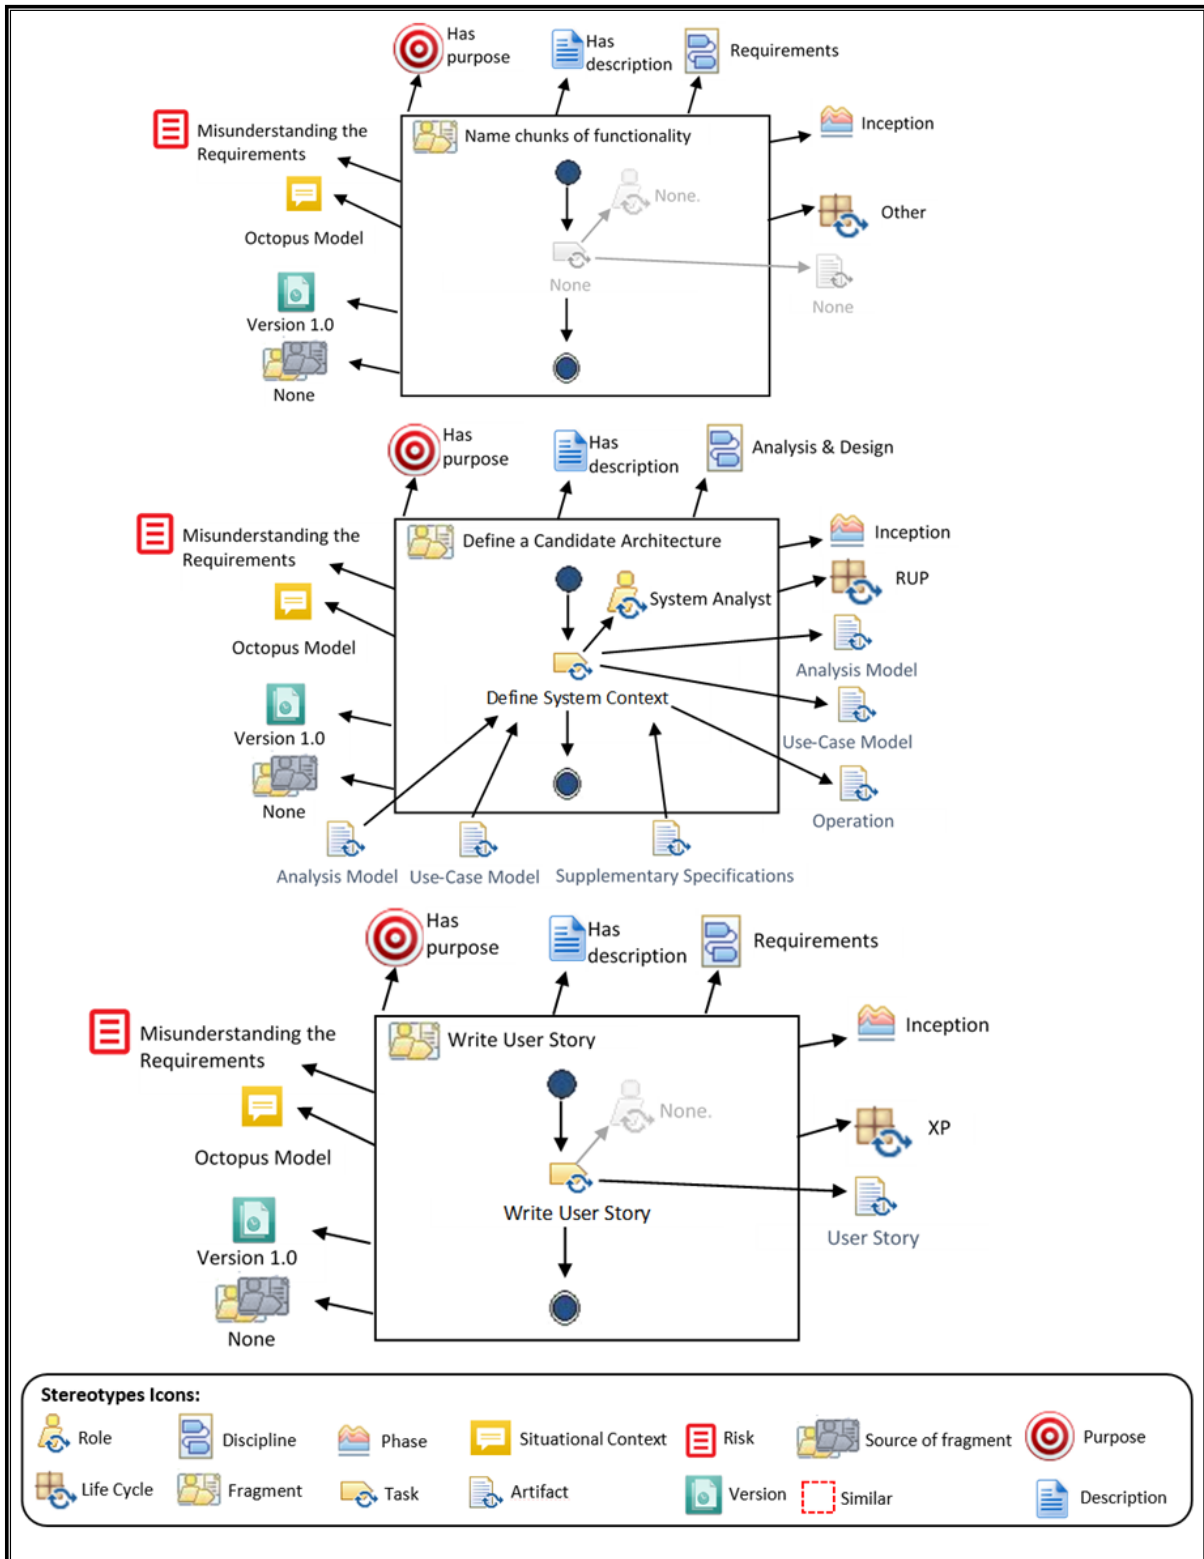 Has
purpose
Has
description
Requirements
Misunderstanding the
Requirements
Name chunks of functionality
Inception
None.
Octopus Model
Other
None
None
Version 1.0
None
Has
purpose
Has
description
Analysis & Design
Misunderstanding the
Requirements
Define a Candidate Architecture
Inception
System Analyst
RUP
Octopus Model
Analysis Model
Define System Context
Version 1.0
Use-Case Model
None
Operation
Analysis Model
Use-Case Model
Supplementary Specifications
Has
purpose
Has
description
Requirements
Misunderstanding the
Requirements
Write User Story
Inception
None.
XP
Octopus Model
Write User Story
User Story
Version 1.0
None
Stereotypes Icons:
Role
Discipline
Phase
Situational Context
Risk
Source of fragment
Purpose
Life Cycle
Fragment
Task
Artifact
Version
Similar
Description